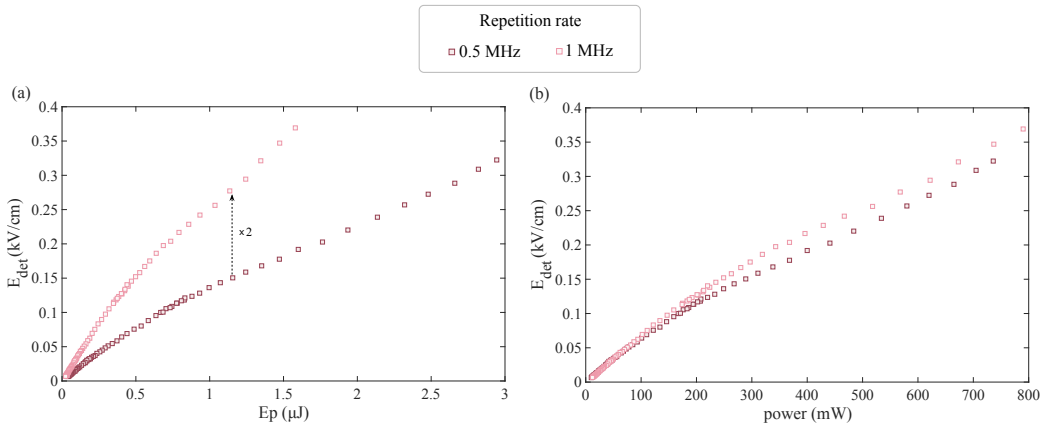 Repetition rate
0.5 MHz 1 MHz
(a)
0.4
0.35
0.3
0.25
0.2
0.15
0.1
0.05
0
E_det (kV/cm)
×2
0 0.5 1 1.5 2 2.5 3
Ep (μJ)
(b)
0.4
0.35
0.3
0.25
0.2
0.15
0.1
0.05
0
E_det (kV/cm)
0 100 200 300 400 500 600 700 800
power (mW)